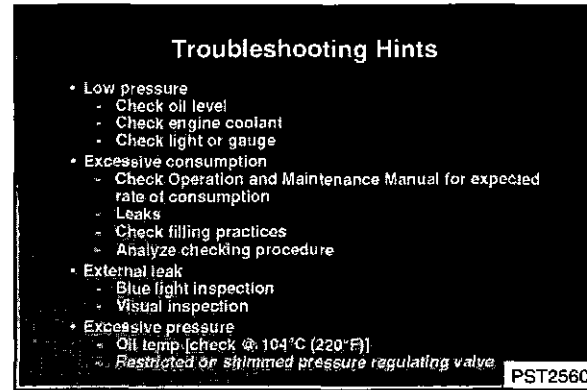 Troubleshooting Hints
• Low pressure
- Check oil level
- Check engine coolant
- Check light or gauge
• Excessive consumption
- Check Operation and Maintenance Manual for expected
rate of consumption
- Leaks
- Check filling practices
- Analyze checking procedure
• External leak
- Blue light inspection
- Visual inspection
• Excessive pressure
- Oil temp [check @ 104°C (220°F)]
- Restricted or shimmed pressure regulating valve
PST2560